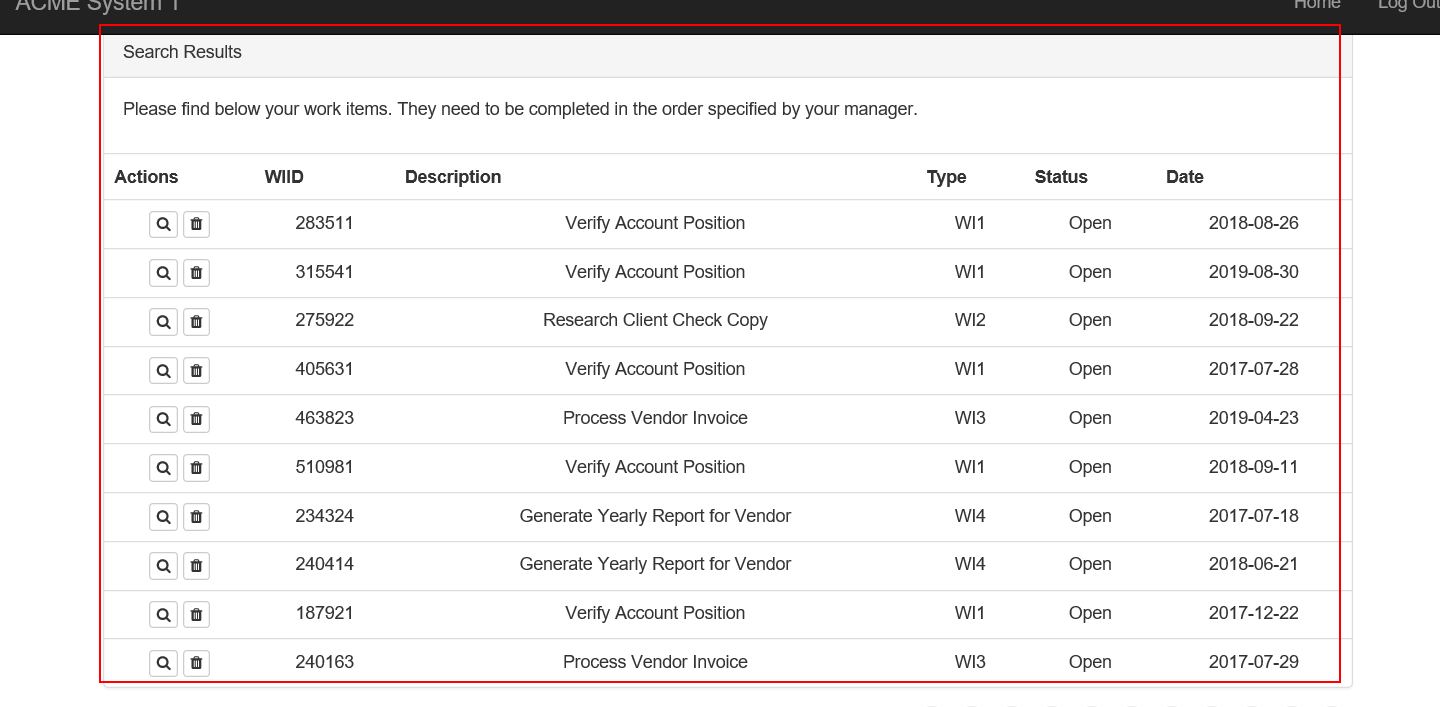 ACME System 1 Home Log Out
Search Results
Please find below your work items. They need to be completed in the order specified by your manager.
Actions WIID Description Type Status Date
283511 Verify Account Position WI1 Open 2018-08-26
315541 Verify Account Position WI1 Open 2019-08-30
275922 Research Client Check Copy WI2 Open 2018-09-22
405631 Verify Account Position WI1 Open 2017-07-28
463823 Process Vendor Invoice WI3 Open 2019-04-23
510981 Verify Account Position WI1 Open 2018-09-11
234324 Generate Yearly Report for Vendor WI4 Open 2017-07-18
240414 Generate Yearly Report for Vendor WI4 Open 2018-06-21
187921 Verify Account Position WI1 Open 2017-12-22
240163 Process Vendor Invoice WI3 Open 2017-07-29